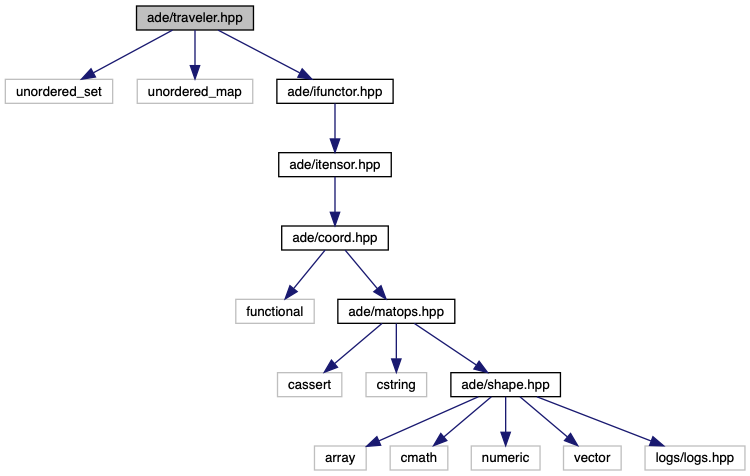 ade/traveler.hpp
unordered_set
unordered_map
ade/ifunctor.hpp
ade/itensor.hpp
ade/coord.hpp
functional
ade/matops.hpp
cassert
cstring
ade/shape.hpp
array
cmath
numeric
vector
logs/logs.hpp